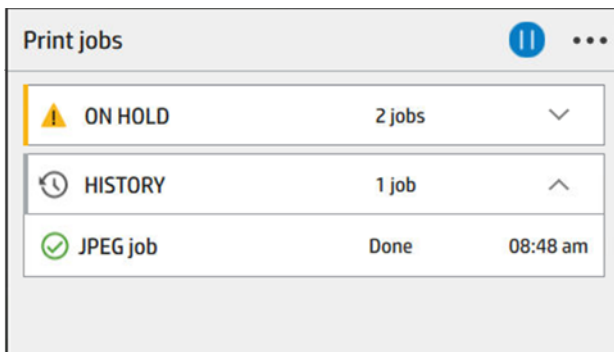 Print jobs
ON HOLD 2 jobs
HISTORY 1 job
JPEG job Done 08:48 am